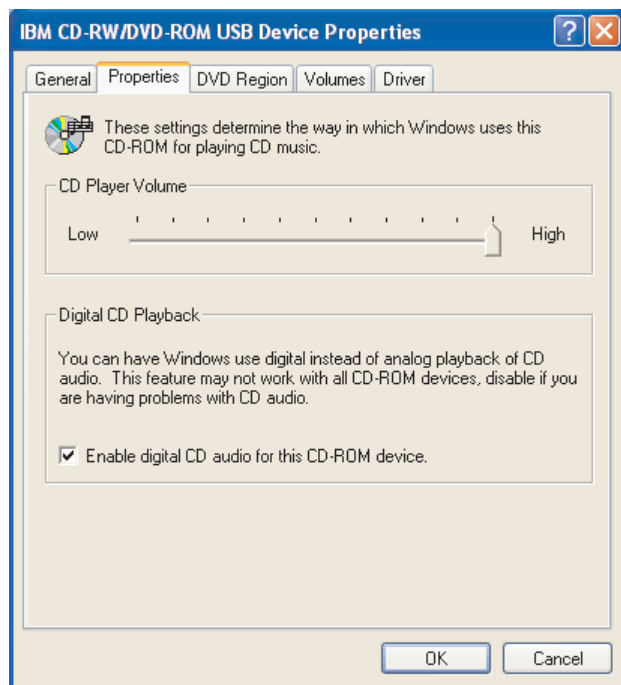 IBM CD-RW/DVD-ROM USB Device Properties
General Properties DVD Region Volumes Driver
These settings determine the way in which Windows uses this
CD-ROM for playing CD music.
CD Player Volume
Low High
Digital CD Playback
You can have Windows use digital instead of analog playback of CD
audio. This feature may not work with all CD-ROM devices, disable if you
are having problems with CD audio.
Enable digital CD audio for this CD-ROM device.
OK Cancel